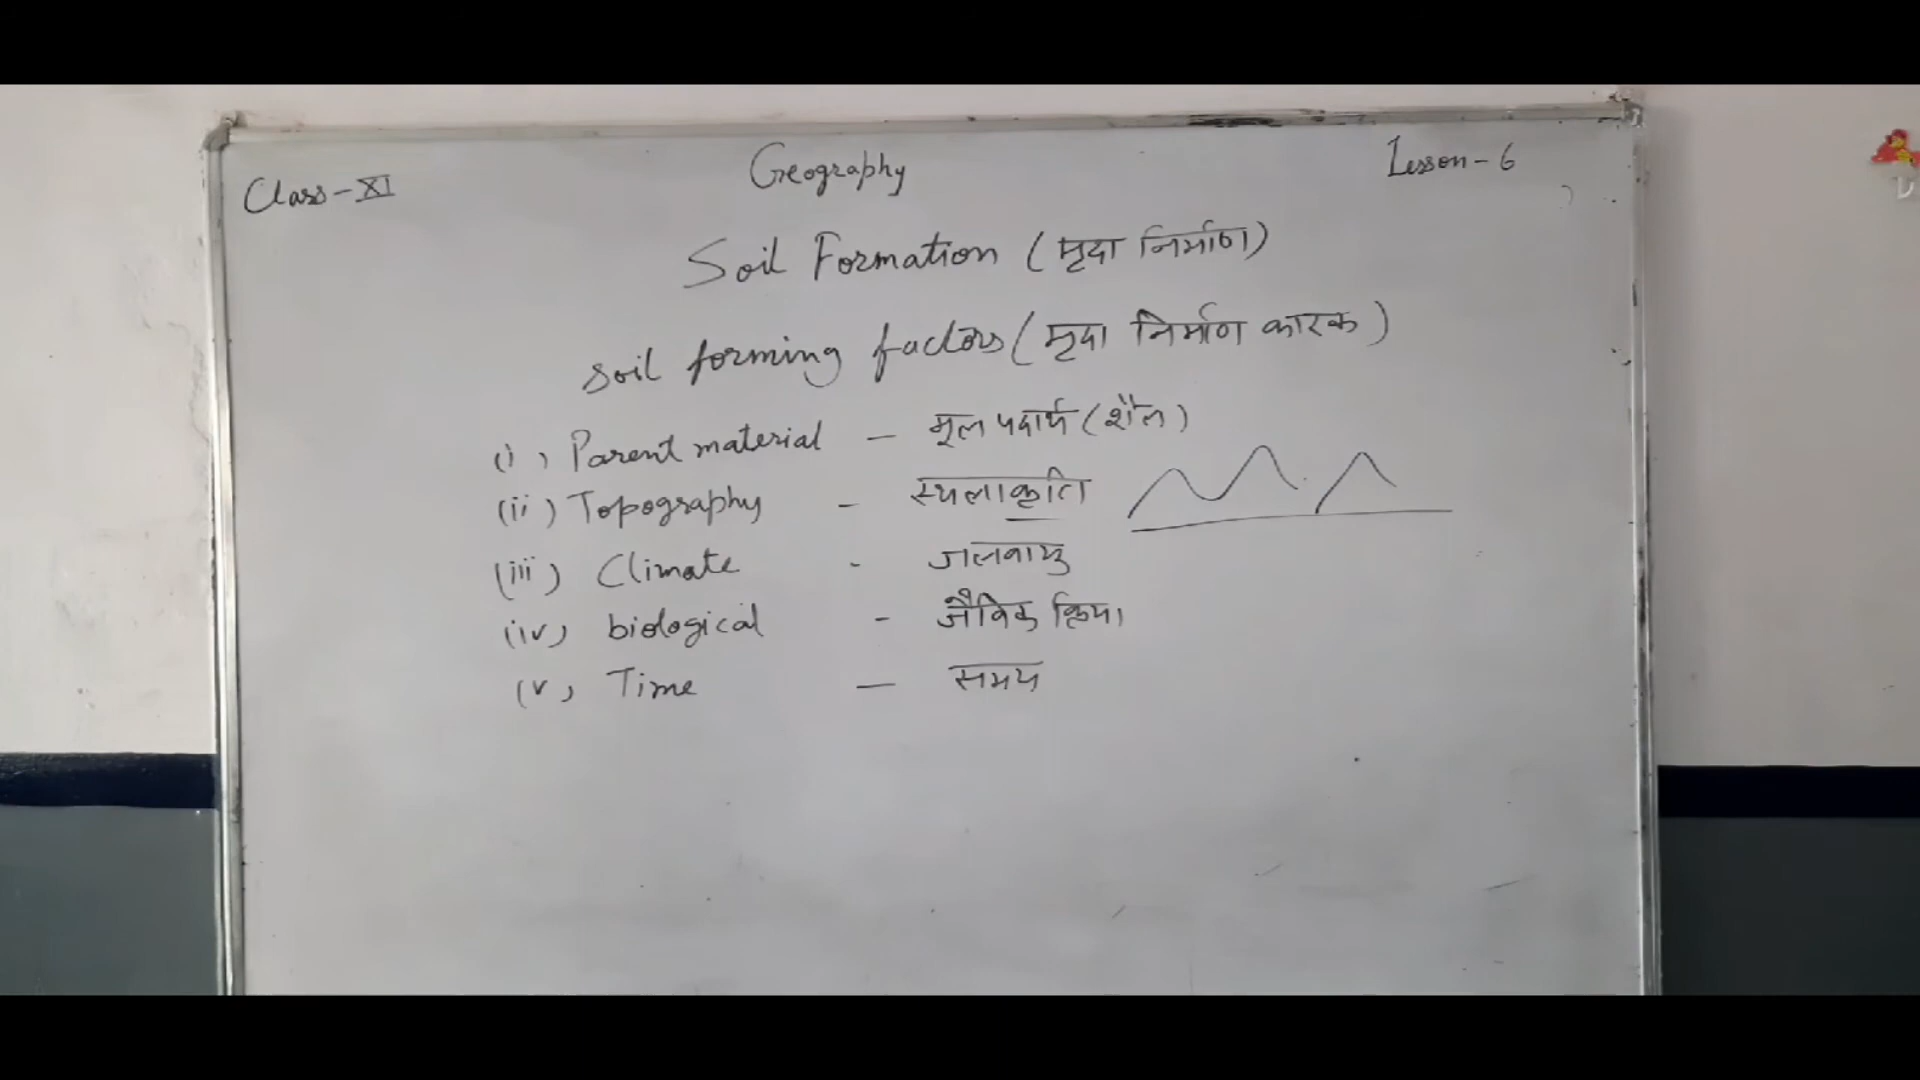 Class-XI
Geography
Lesson-6
Soil Formation (मृदा निर्माण)
soil forming factors (मृदा निर्माण कारक)
(i) Parent material – मूल पदार्थ (शैल)
(ii) Topography - स्थलाकृति
(iii) Climate - जलवायु
(iv) biological - जैविक क्रिया
(v) Time – समय